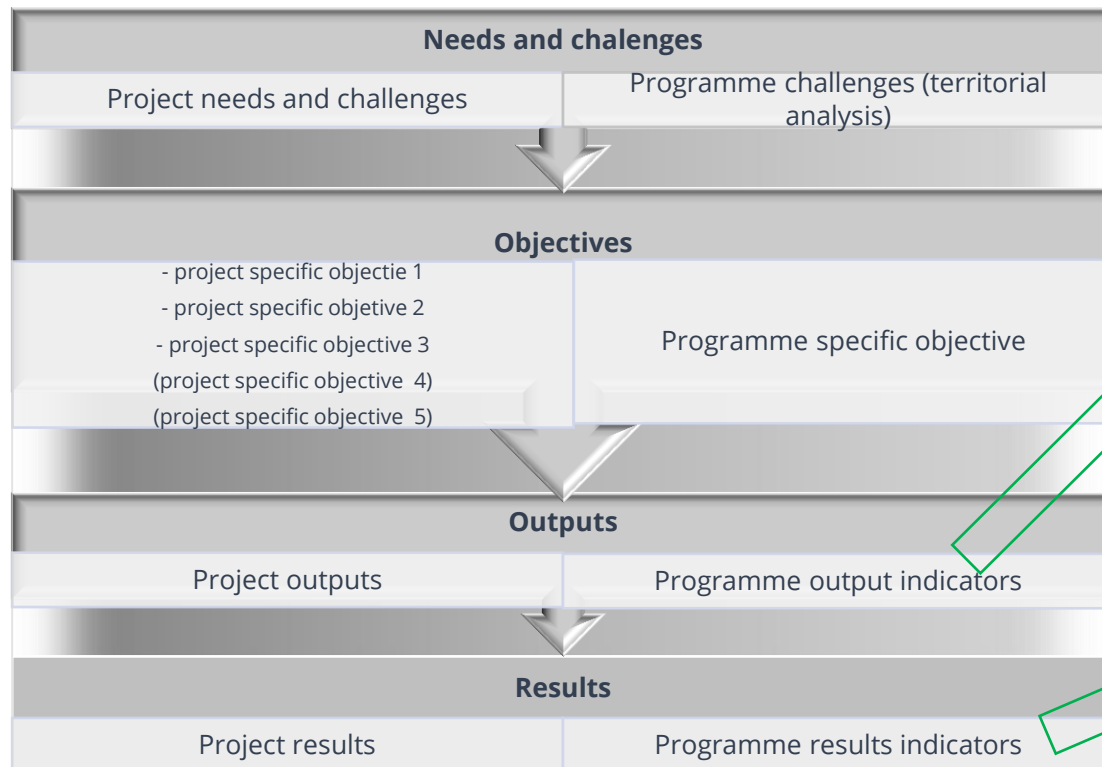 Needs and chalenges
Project needs and challenges
Programme challenges (territorial
analysis)
Objectives
- project specific objectie 1
- project specific objetive 2
- project specific objective 3
(project specific objective  4)
(project specific objective  5)
Programme specific objective
Outputs
Project outputs
Programme output indicators
Results
Project results
Programme results indicators